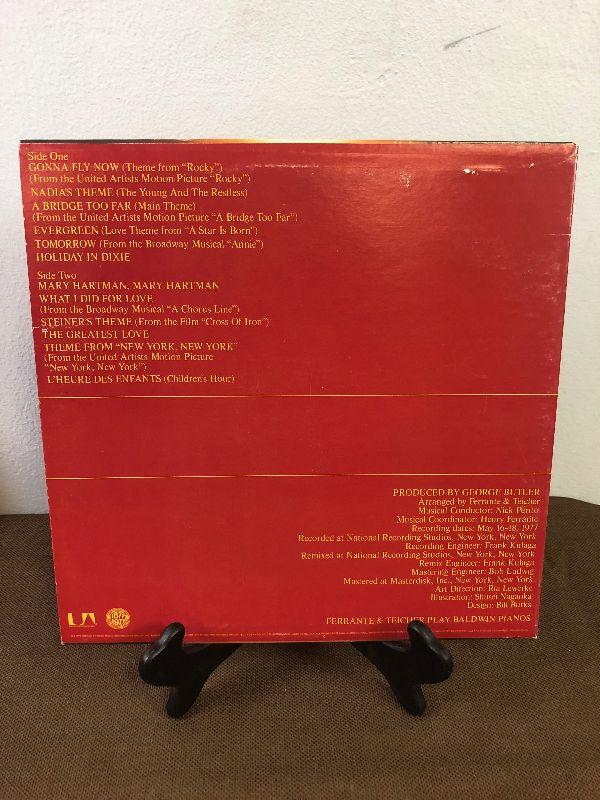 Side One
GONNA FLY NOW (Theme from "Rocky")
(From the United Artists Motion Picture "Rocky")
NADIA'S THEME (The Young And The Restless)
A BRIDGE TOO FAR (Main Theme)
(From the United Artists Motion Picture "A Bridge Too Far")
EVERGREEN (Love Theme from "A Star Is Born")
TOMORROW (From the Broadway Musical "Annie")
HOLIDAY IN DIXIE
Side Two
MARY HARTMAN, MARY HARTMAN
WHAT I DID FOR LOVE
(From the Broadway Musical "A Chorus Line")
STEINER'S THEME (From the Film "Cross Of Iron")
THE GREATEST LOVE
THEME FROM "NEW YORK, NEW YORK"
(From the United Artists Motion Picture
"New York, New York")
L'HEURE DES ENFANTS (Children's Hour)
PRODUCED BY GEORGE BUTLER
Arranged by Ferrante & Teicher
Musical Conductor: Nick Perito
Musical Coordinator: Henry Ferrante
Recording dates: May 16-18, 1977
Recorded at National Recording Studios, New York, New York
Recording Engineer: Frank Kulaga
Remixed at National Recording Studios, New York, New York
Remix Engineer: Frank Kulaga
Mastering Engineer: Bob Ludwig
Mastered at Masterdisk, Inc., New York, New York
Art Direction: Ria Lewerke
Illustration: Shusei Nagaoka
Design: Bill Burks
FERRANTE & TEICHER PLAY BALDWIN PIANOS
UA
1877
1977